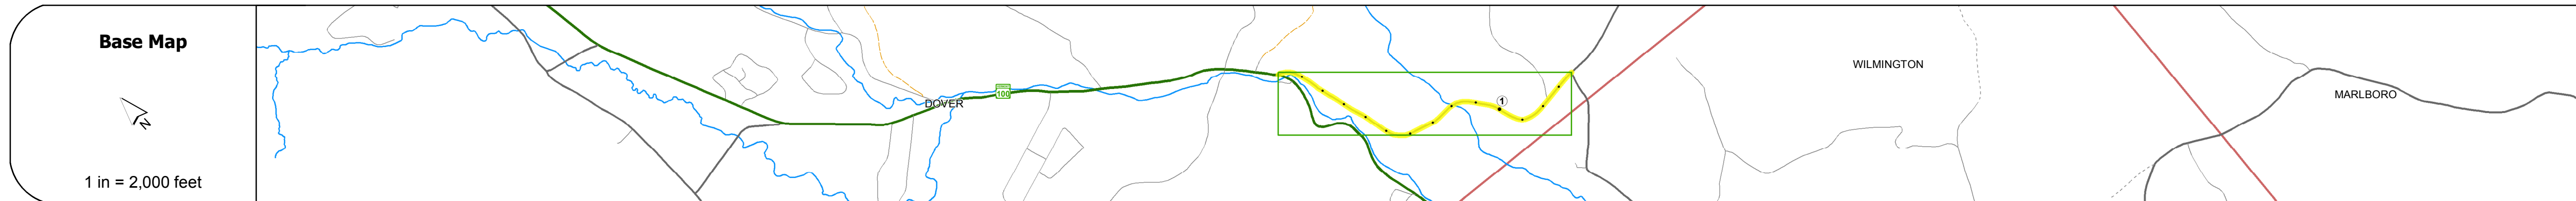 Base Map
N
1 in = 2,000 feet
DOVER
100
1
WILMINGTON
MARLBORO